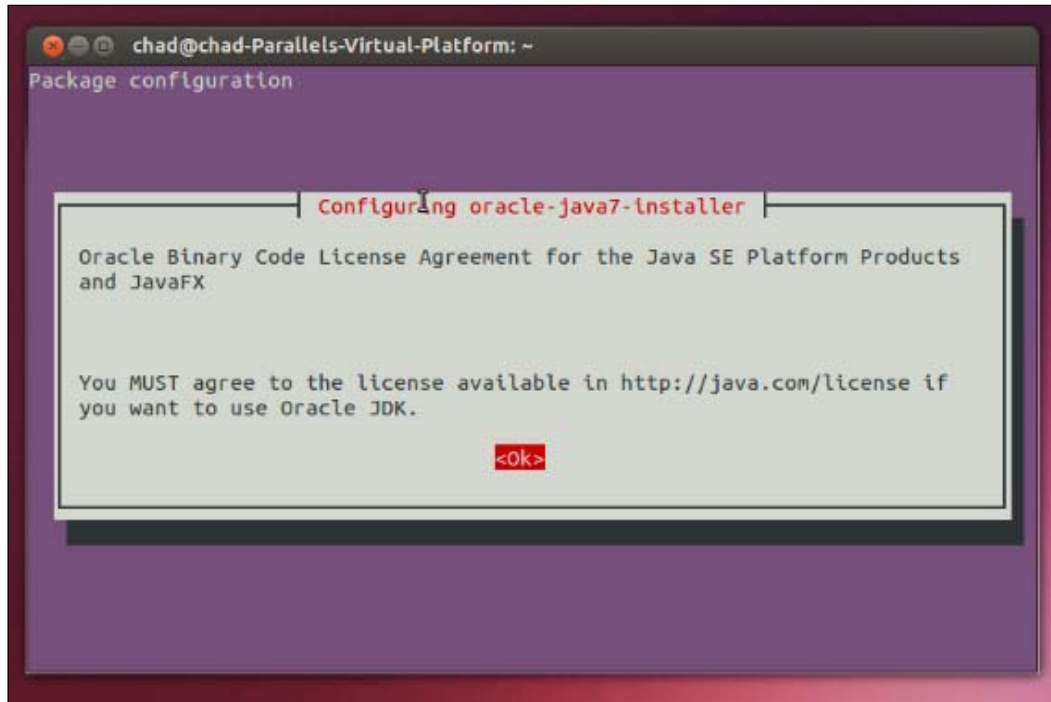 chad@chad-Parallels-Virtual-Platform: ~
Package configuration
Configuring oracle-java7-installer
Oracle Binary Code License Agreement for the Java SE Platform Products
and JavaFX
You MUST agree to the license available in http://java.com/license if
you want to use Oracle JDK.
<Ok>